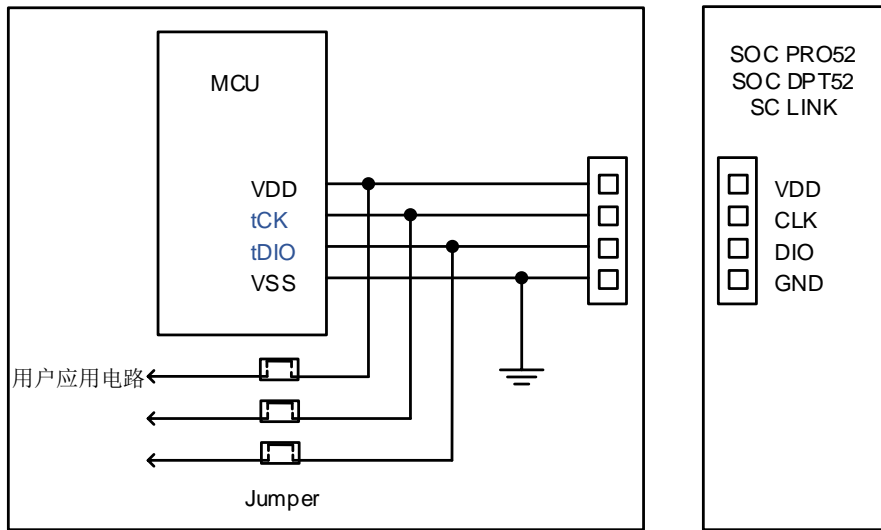 MCU
VDD
tCK
tDIO
VSS
用户应用电路
Jumper
SOC PRO52
SOC DPT52
SC LINK
VDD
CLK
DIO
GND